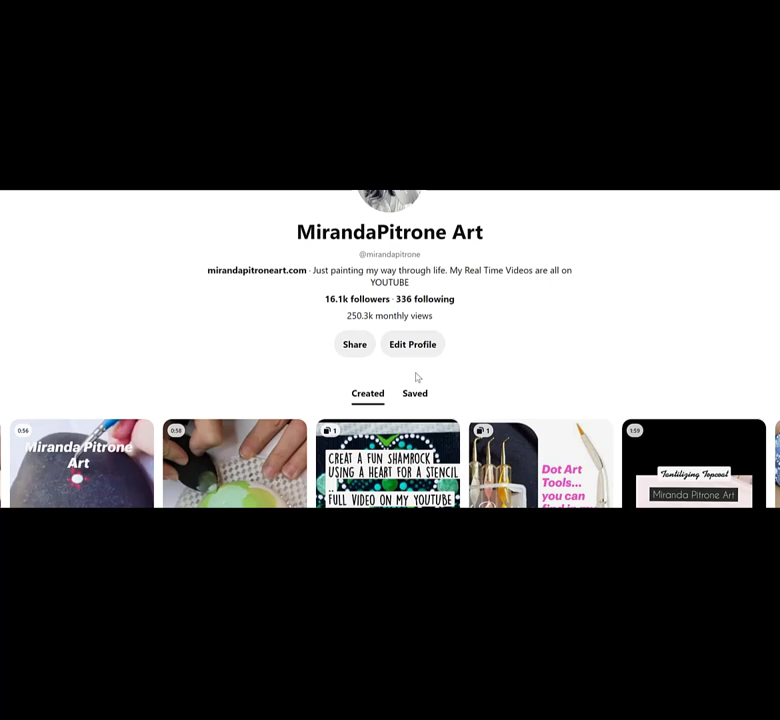 MirandaPitrone Art
@mirandapitrone
mirandapitroneart.com · Just painting my way through life. My Real Time Videos are all on
YOUTUBE
16.1k followers · 336 following
250.3k monthly views
Share
Edit Profile
Created
Saved
0:56
Miranda Pitrone
Art
0:58
1
CREAT A FUN SHAMROCK
USING A HEART FOR A STENCIL
..
FULL VIDEO ON MY YOUTUBE
1
Dot Art
Tools...
you can
1:59
Tantilizing Topcoat
Miranda Pitrone Art